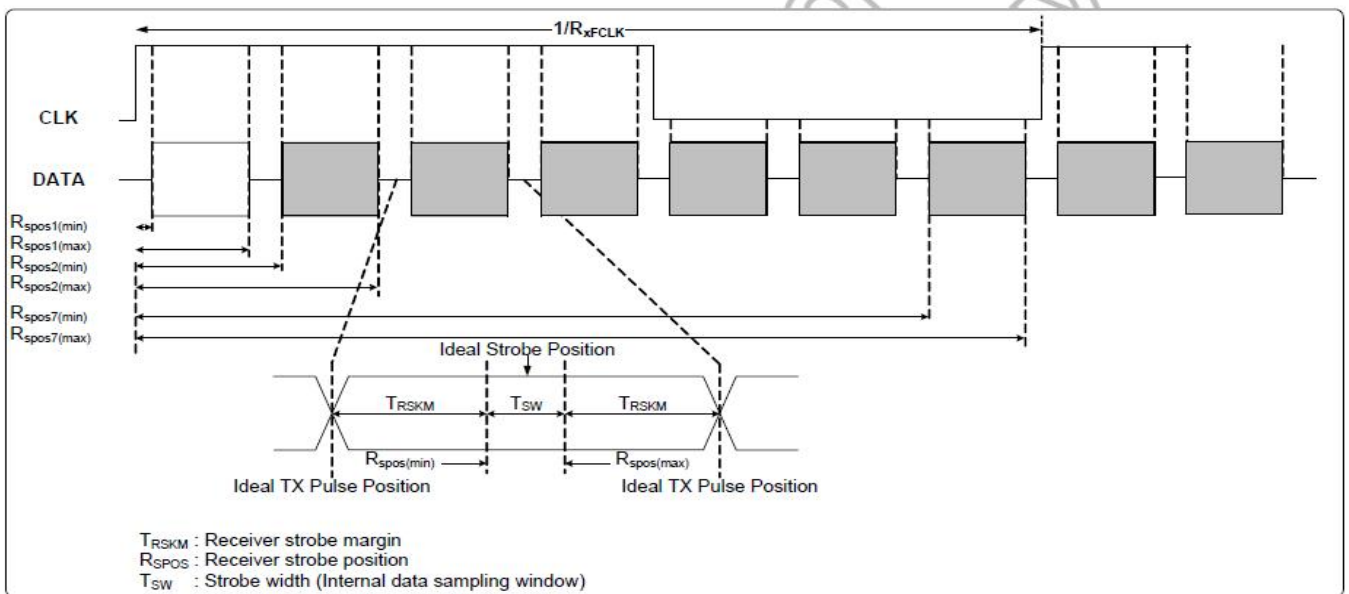 1/RxFCLK
CLK
DATA
Rspos1(min)
Rspos1(max)
Rspos2(min)
Rspos2(max)
Rspos7(min)
Rspos7(max)
Ideal Strobe Position
TRSKM TSW TRSKM
Rspos(min) Rspos(max)
Ideal TX Pulse Position Ideal TX Pulse Position
TRSKM : Receiver strobe margin
RSPOS : Receiver strobe position
TSW : Strobe width (Internal data sampling window)